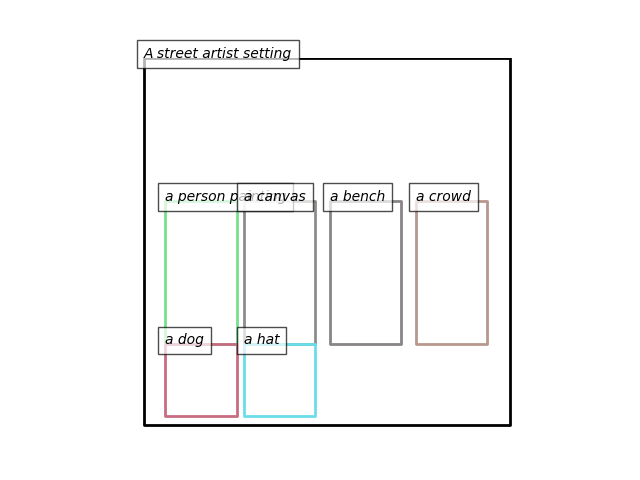 A street artist setting
a person painting
a canvas
a bench
a crowd
a dog
a hat